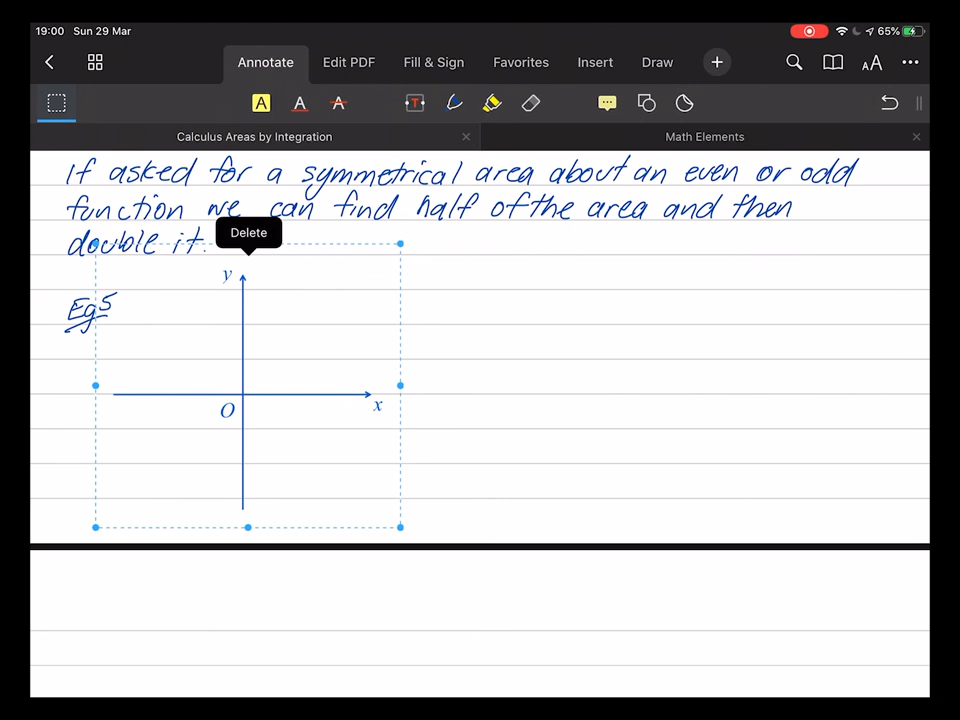 19:00 Sun 29 Mar 65%
Annotate Edit PDF Fill & Sign Favorites Insert Draw + AA
A A A T
Calculus Areas by Integration Math Elements
If asked for a symmetrical area about an even or odd
function we can find half of the area and then
double it.
Delete
y
Eg5
O x